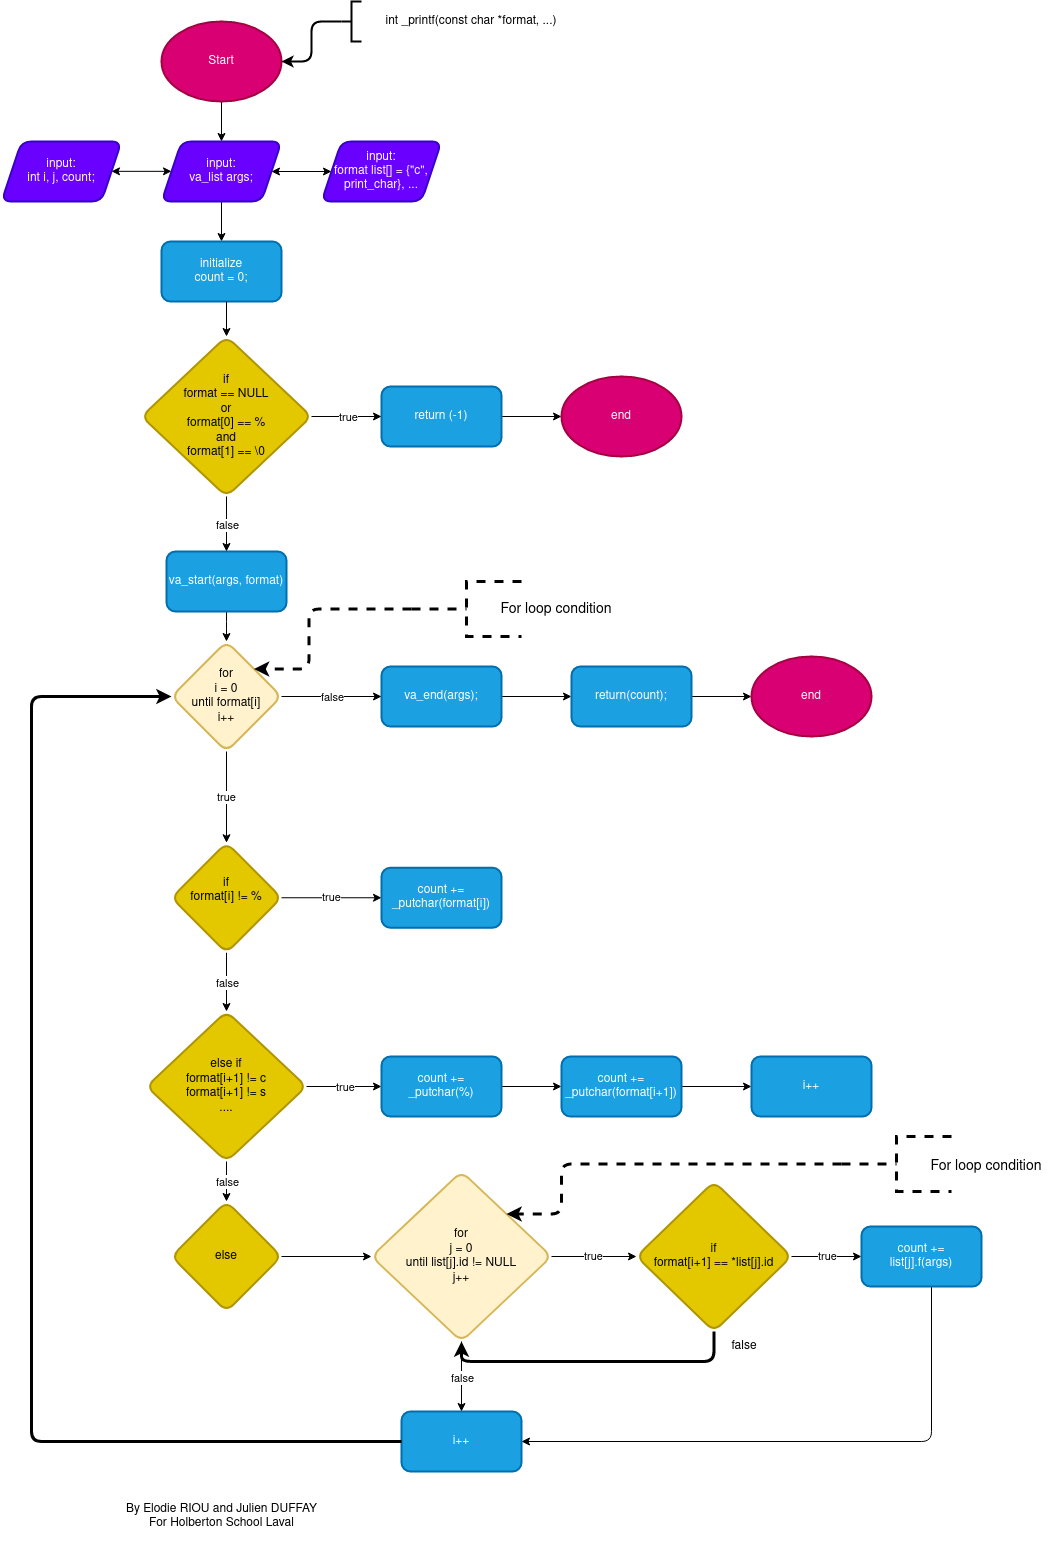 int _printf(const char *format, ...)
Start
input:
int i, j, count;
input:
va_list args;
input:
format list[] = {"c",
print_char}, ...
initialize
count = 0;
if
format == NULL
or
format[0] == %
and
format[1] == \0
true
return (-1)
end
false
va_start(args, format)
For loop condition
for
i = 0
until format[i]
i++
false
va_end(args);
return(count);
end
true
if
format[i] != %
true
count +=
_putchar(format[i])
false
else if
format[i+1] != c
format[i+1] != s
....
true
count +=
_putchar(%)
count +=
_putchar(format[i+1])
i++
false
For loop condition
else
for
j = 0
until list[j].id != NULL
j++
true
if
format[i+1] == *list[j].id
true
count +=
list[j].f(args)
false
false
i++
By Elodie RIOU and Julien DUFFAY
For Holberton School Laval